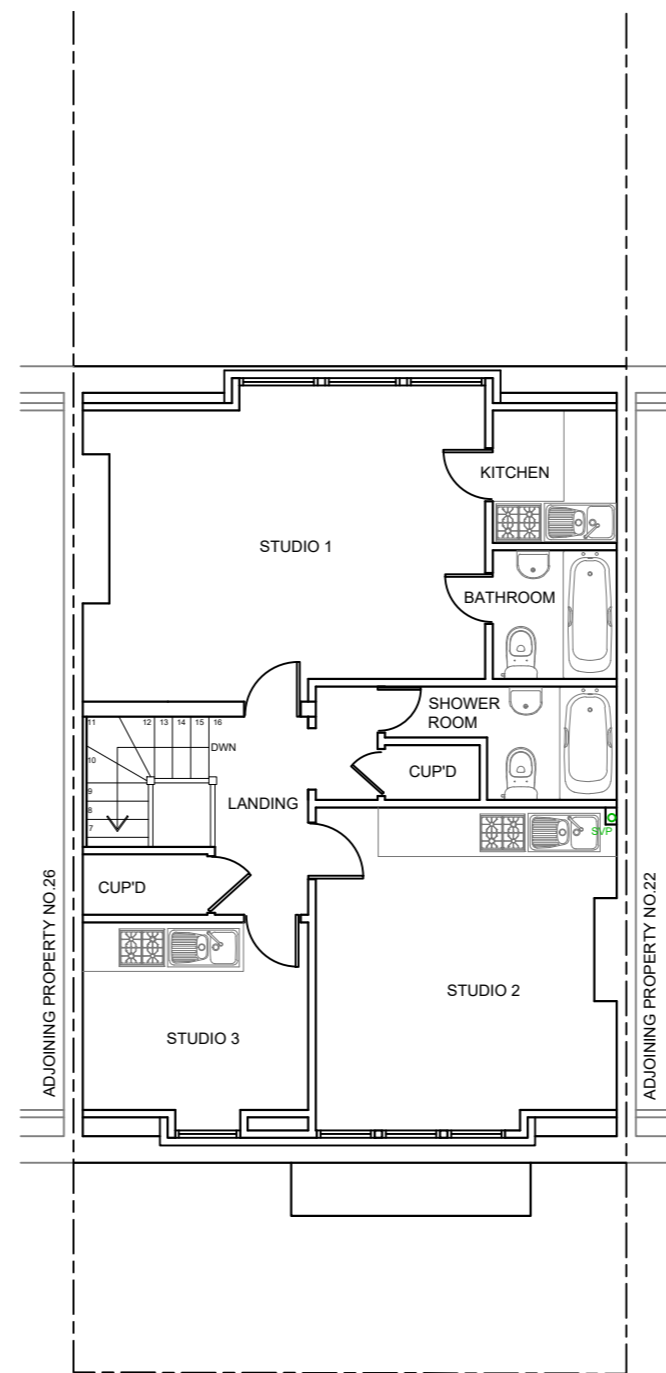 KITCHEN
STUDIO 1
BATHROOM
SHOWER
ROOM
11
12
13
14
15
16
DWN
10
9
8
7
CUP'D
LANDING
SVP
CUP'D
STUDIO 2
STUDIO 3
ADJOINING PROPERTY NO.26
ADJOINING PROPERTY NO.22